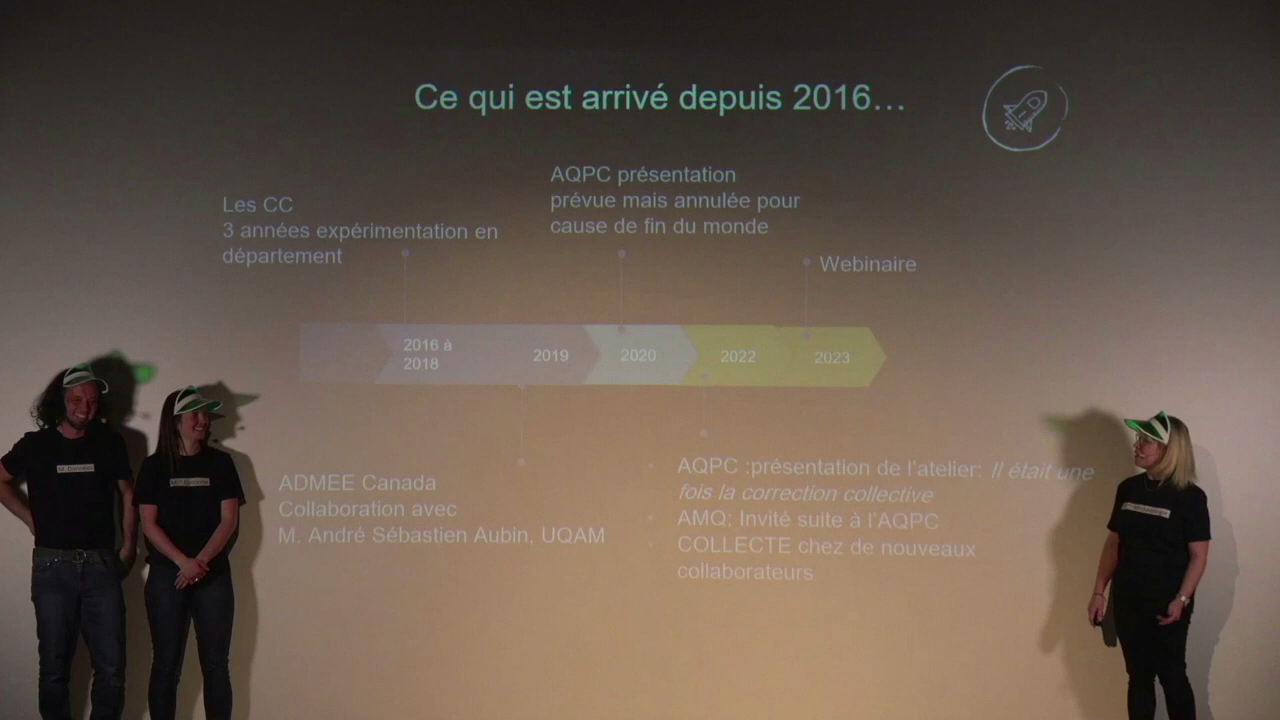 Ce qui est arrivé depuis 2016…
Les CC
3 années expérimentation en
département
AQPC présentation
prévue mais annulée pour
cause de fin du monde
Webinaire
2016 à
2018
2019
2020
2022
2023
ADMEE Canada
Collaboration avec
M. André Sébastien Aubin, UQAM
AQPC :présentation de l'atelier: Il était une
fois la correction collective
AMQ: Invité suite à l'AQPC
COLLECTE chez de nouveaux
collaborateurs